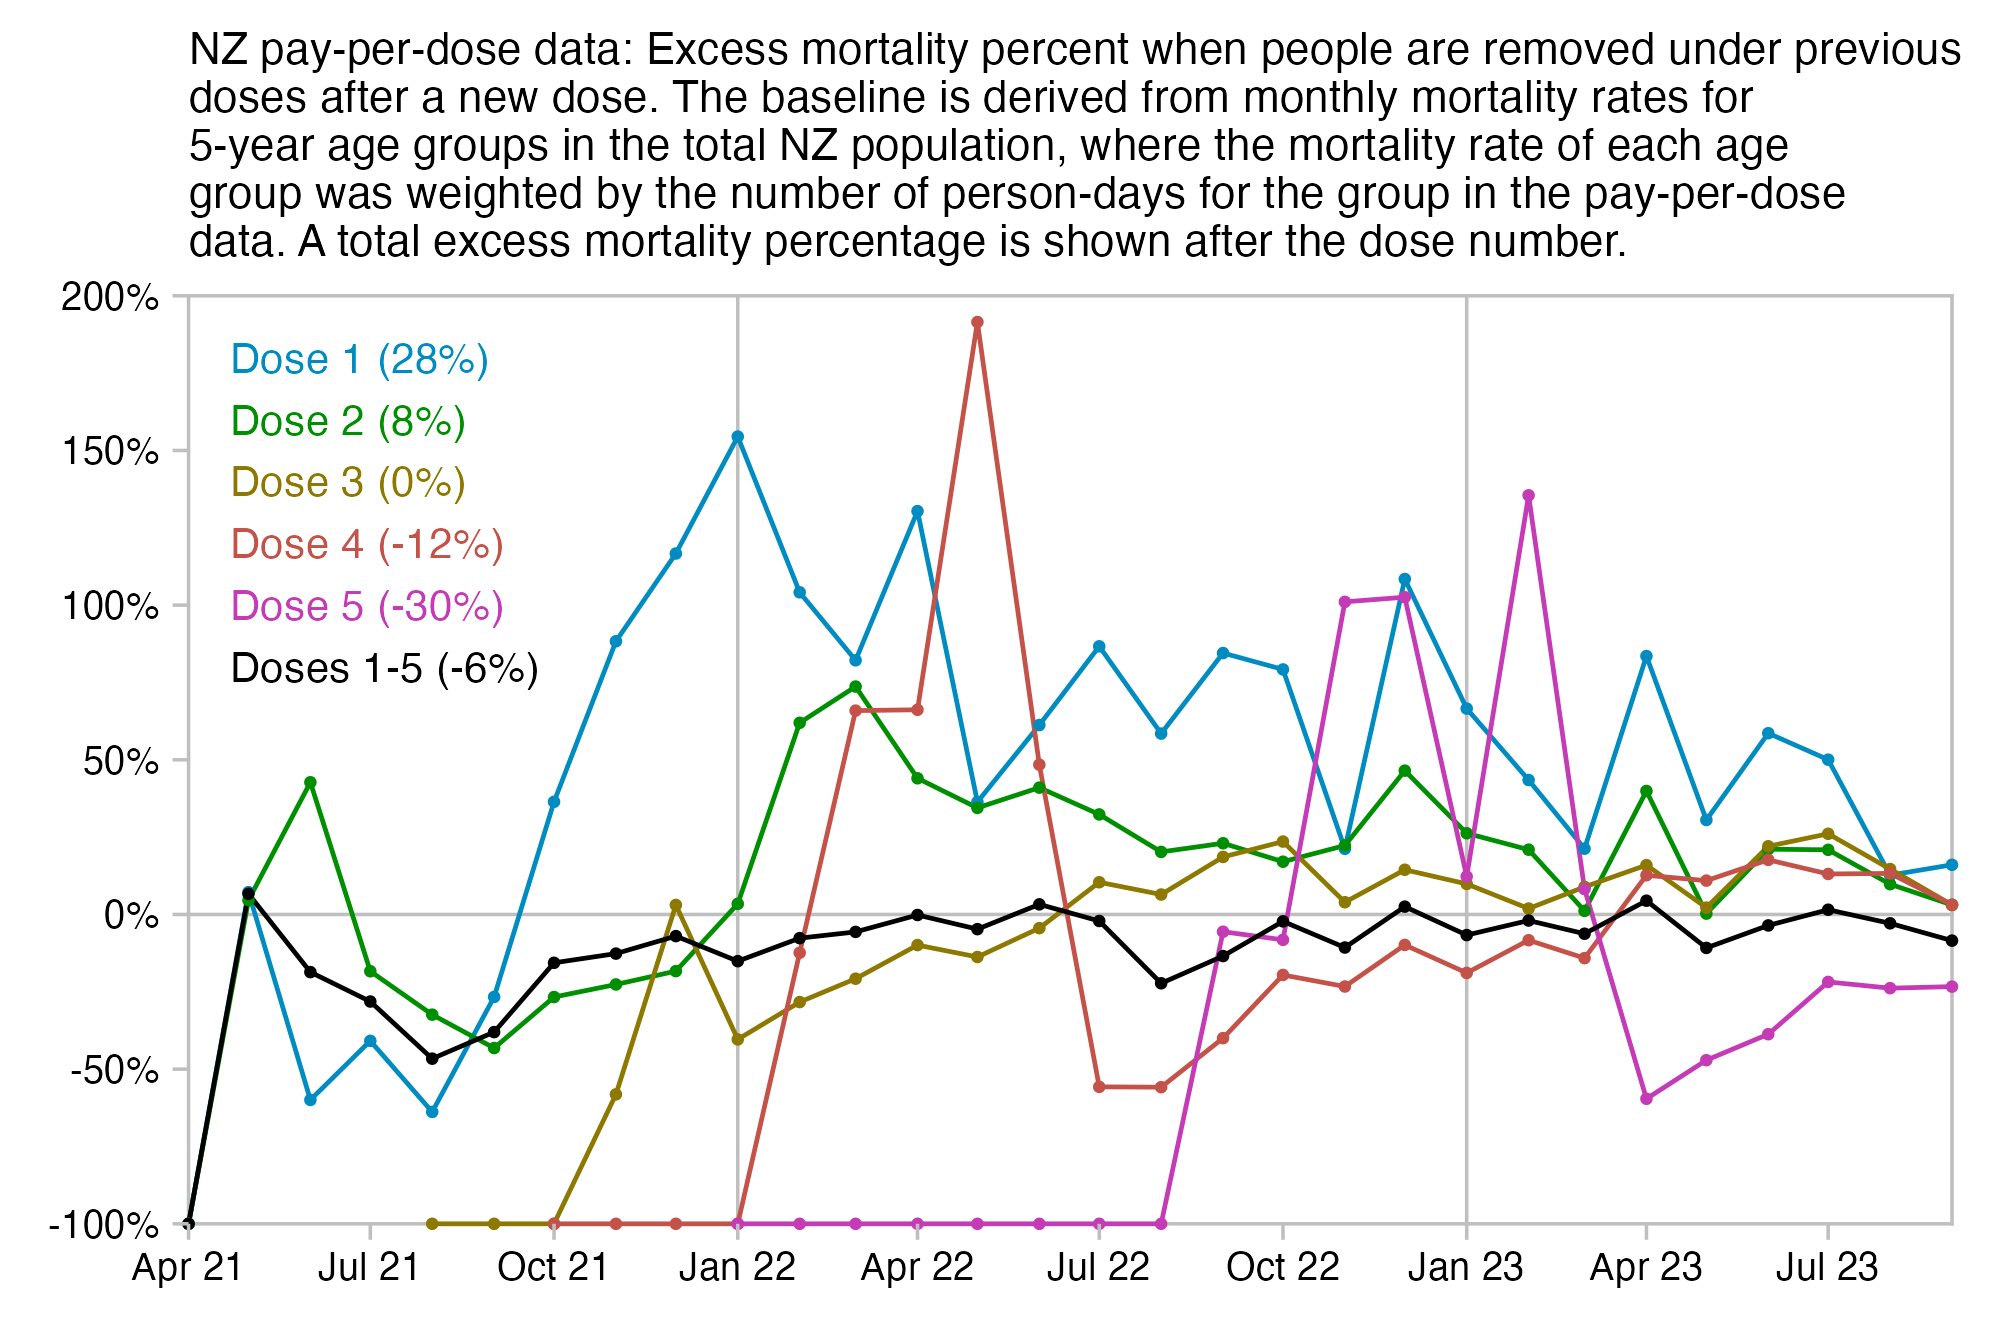 NZ pay-per-dose data: Excess mortality percent when people are removed under previous
doses after a new dose. The baseline is derived from monthly mortality rates for
5-year age groups in the total NZ population, where the mortality rate of each age
group was weighted by the number of person-days for the group in the pay-per-dose
data. A total excess mortality percentage is shown after the dose number.
200%
150%
100%
50%
0%
-50%
-100%
Dose 1 (28%)
Dose 2 (8%)
Dose 3 (0%)
Dose 4 (-12%)
Dose 5 (-30%)
Doses 1-5 (-6%)
Apr 21 Jul 21 Oct 21 Jan 22 Apr 22 Jul 22 Oct 22 Jan 23 Apr 23 Jul 23